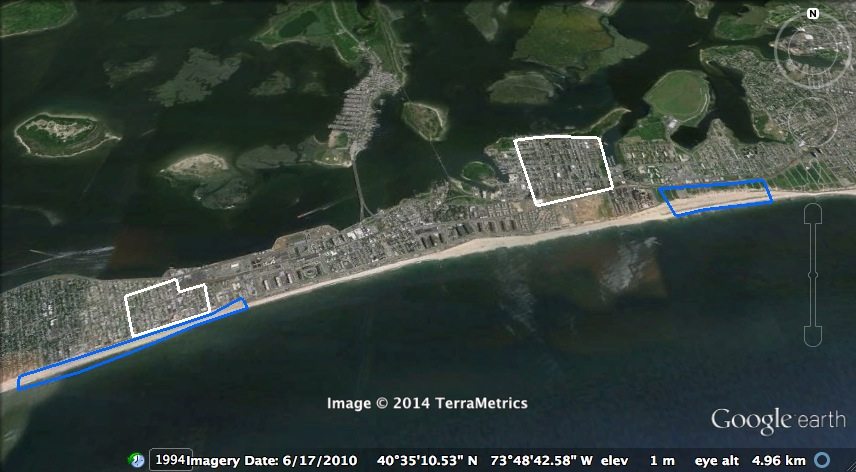 N
Image © 2014 TerraMetrics
Google earth
1994 Imagery Date: 6/17/2010 40°35'10.53" N 73°48'42.58" W elev 1 m eye alt 4.96 km